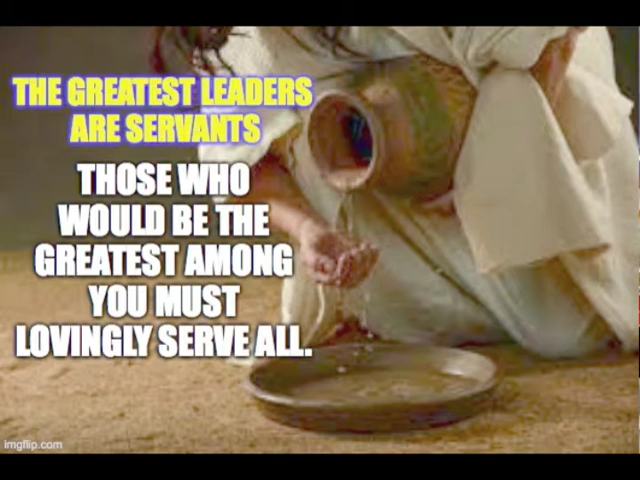 THE GREATEST LEADERS
ARE SERVANTS
THOSE WHO
WOULD BE THE
GREATEST AMONG
YOU MUST
LOVINGLY SERVE ALL.
imgflip.com